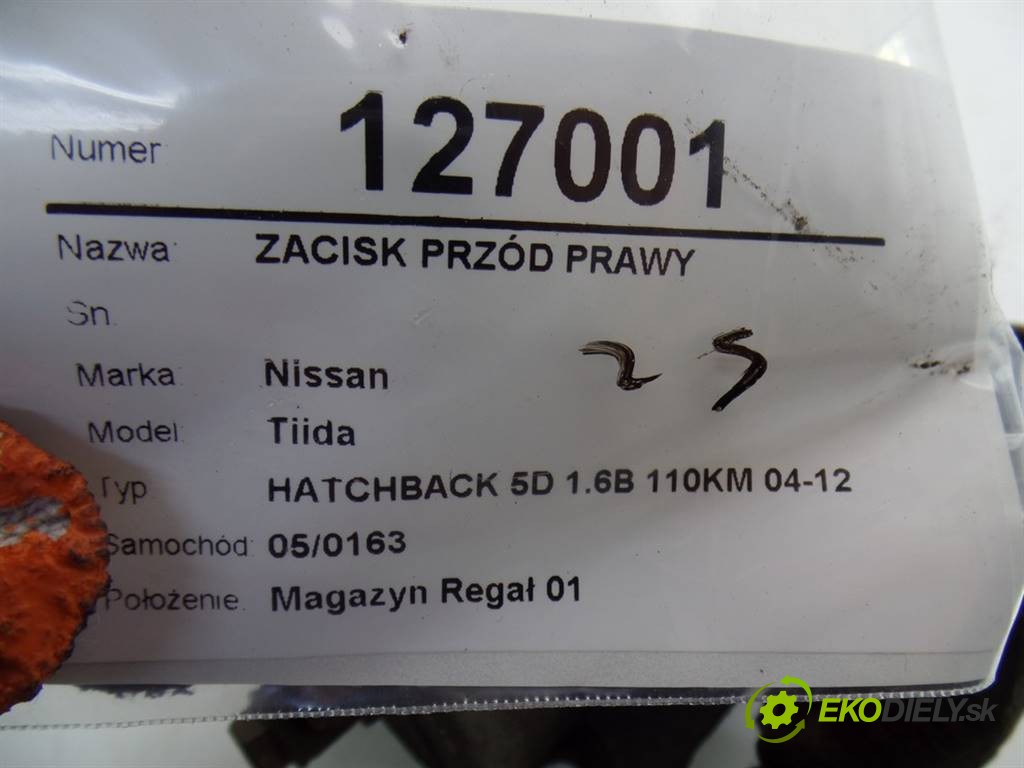 Numer 127001
Nazwa: ZACISK PRZÓD PRAWY
Sn.
Marka: Nissan
25
Model: Tiida
Typ HATCHBACK 5D 1.6B 110KM 04-12
Samochód: 05/0163
Położenie: Magazyn Regał 01
EKODIELY.sk